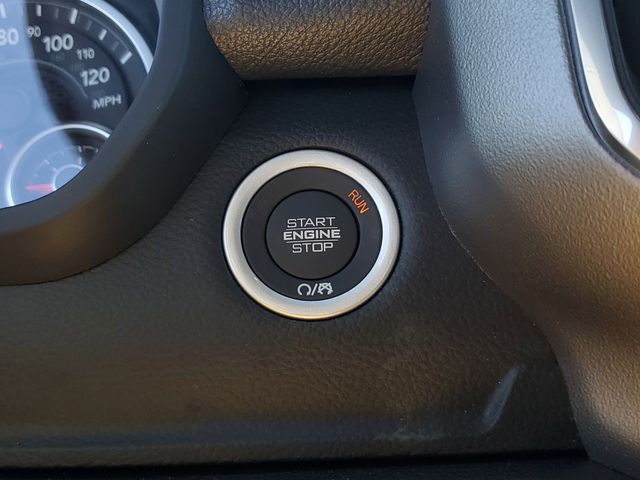 80 90 100 110 120
MPH
RUN
START
ENGINE
STOP
/